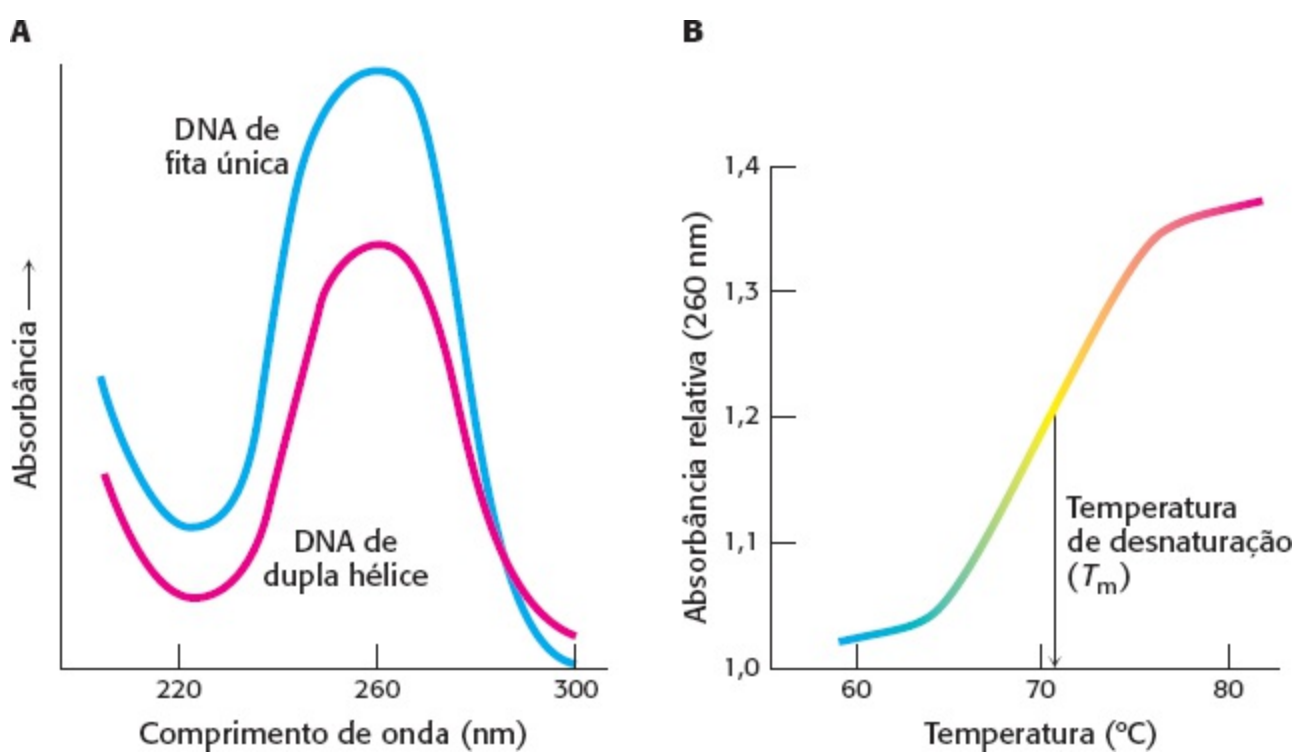 A
Absorbância
DNA de
fita única
DNA de
dupla hélice
220
260
300
Comprimento de onda (nm)
B
Absorbância relativa (260 nm)
1,4
1,3
1,2
1,1
1,0
Temperatura
de desnaturação
(Tm)
60
70
80
Temperatura (ºC)